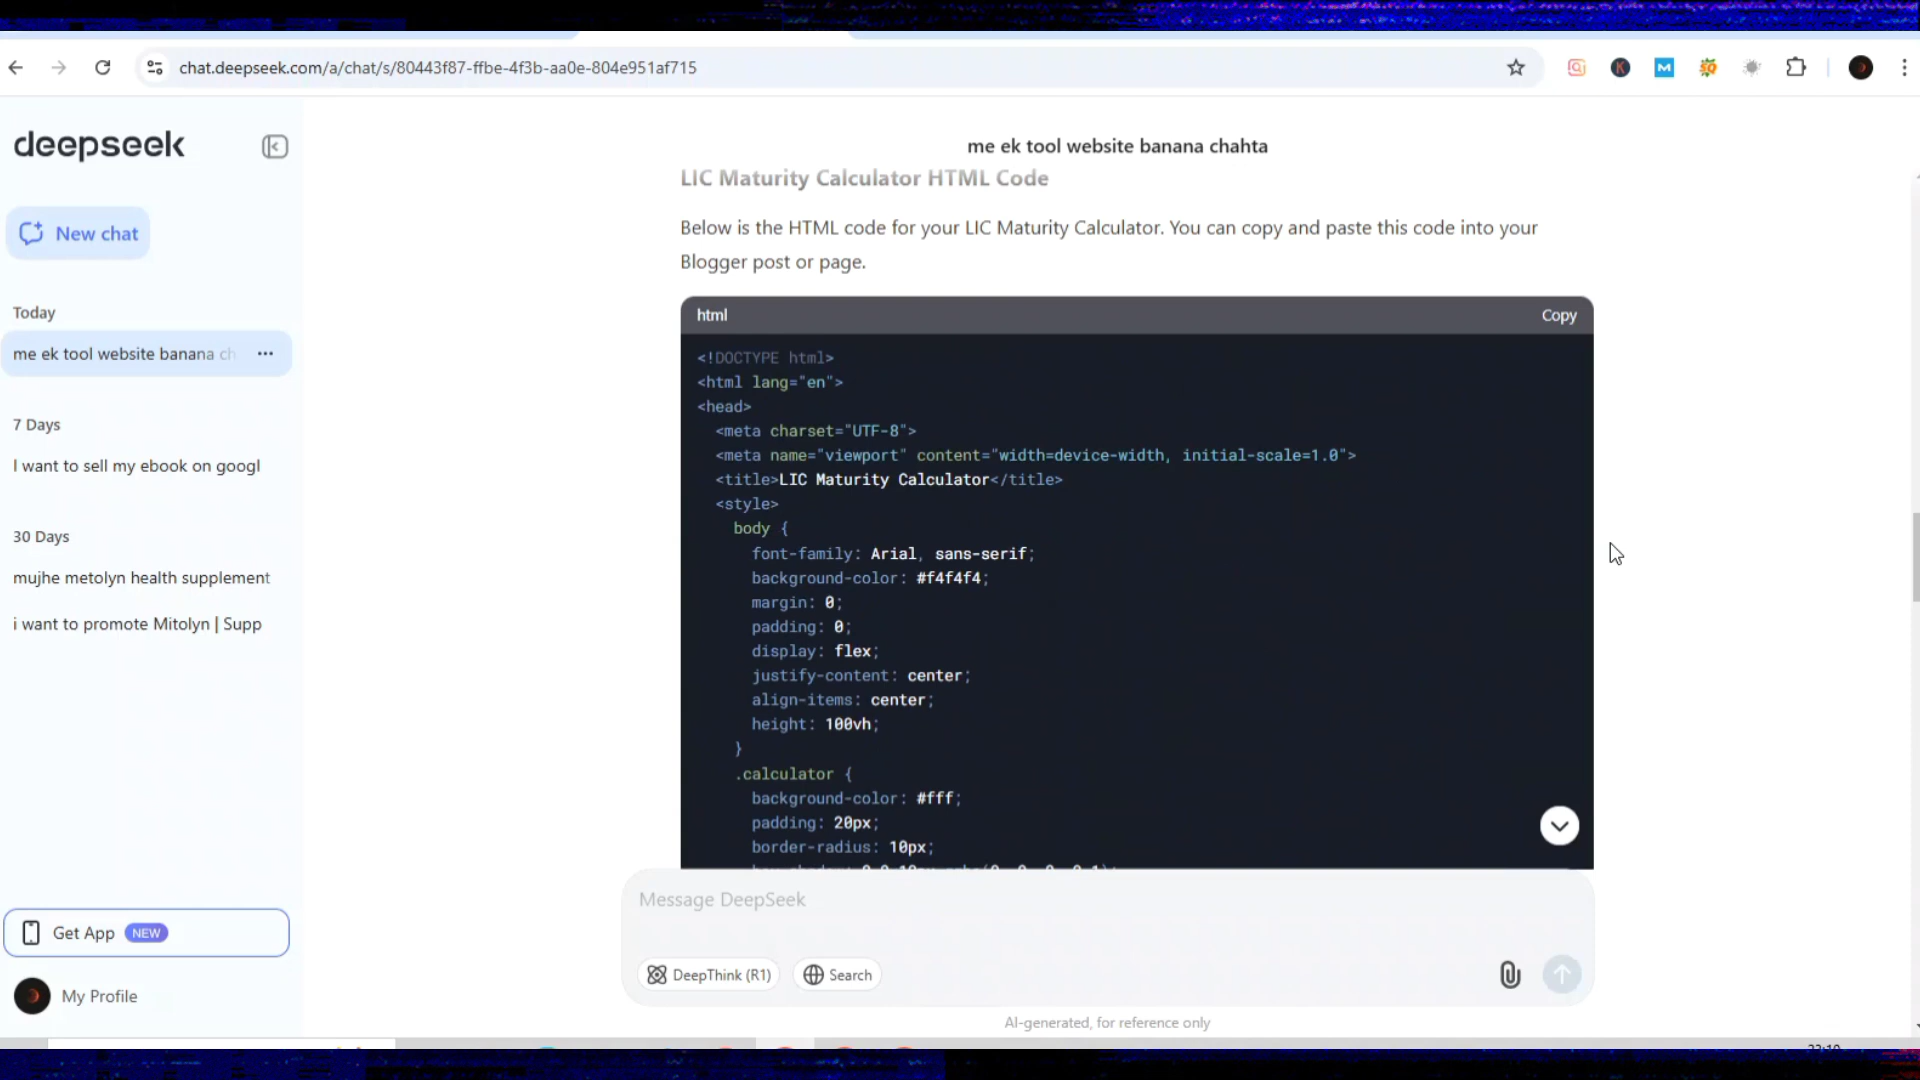 chat.deepseek.com/a/chat/s/80443f87-ffbe-4f3b-aa0e-804e951af715
deepseek
New chat
Today
me ek tool website banana ch
7 Days
I want to sell my ebook on googl
30 Days
mujhe metolyn health supplement
i want to promote Mitolyn | Supp
Get App NEW
My Profile
me ek tool website banana chahta
LIC Maturity Calculator HTML Code
Below is the HTML code for your LIC Maturity Calculator. You can copy and paste this code into your
Blogger post or page.
html Copy
<!DOCTYPE html>
<html lang="en">
<head>
<meta charset="UTF-8">
<meta name="viewport" content="width=device-width, initial-scale=1.0">
<title>LIC Maturity Calculator</title>
<style>
body {
font-family: Arial, sans-serif;
background-color: #f4f4f4;
margin: 0;
padding: 0;
display: flex;
justify-content: center;
align-items: center;
height: 100vh;
}
.calculator {
background-color: #fff;
padding: 20px;
border-radius: 10px;
Message DeepSeek
DeepThink (R1) Search
AI-generated, for reference only